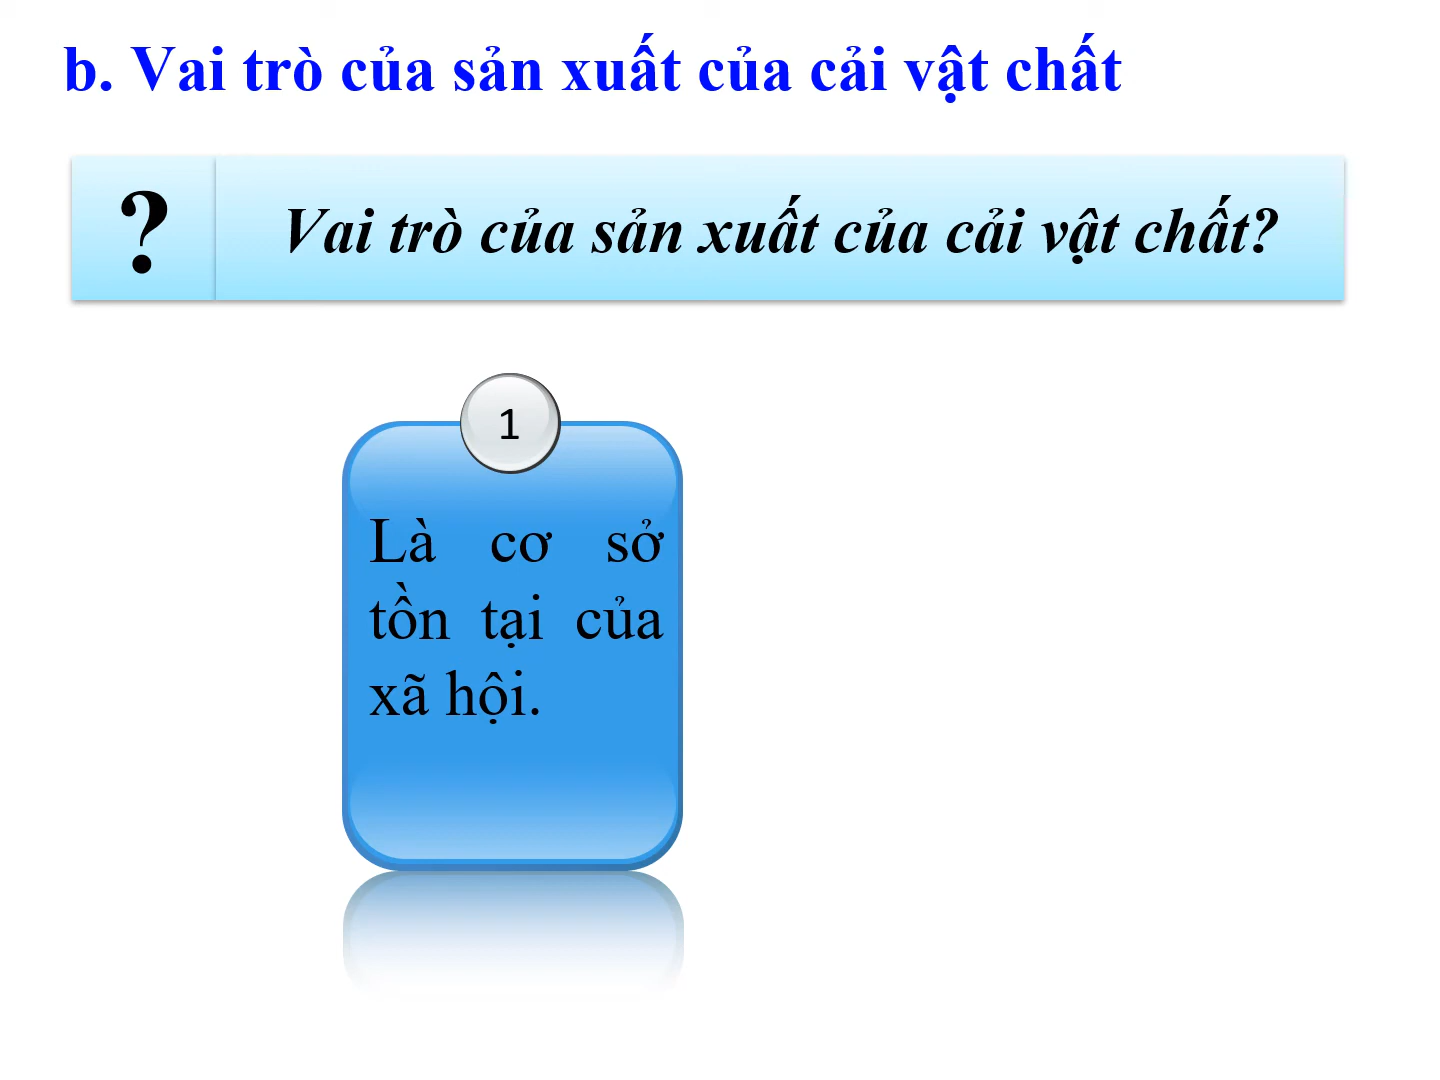 b. Vai trò của sản xuất của cải vật chất
?
Vai trò của sản xuất của cải vật chất?
1
Là cơ sở
tồn tại của
xã hội.